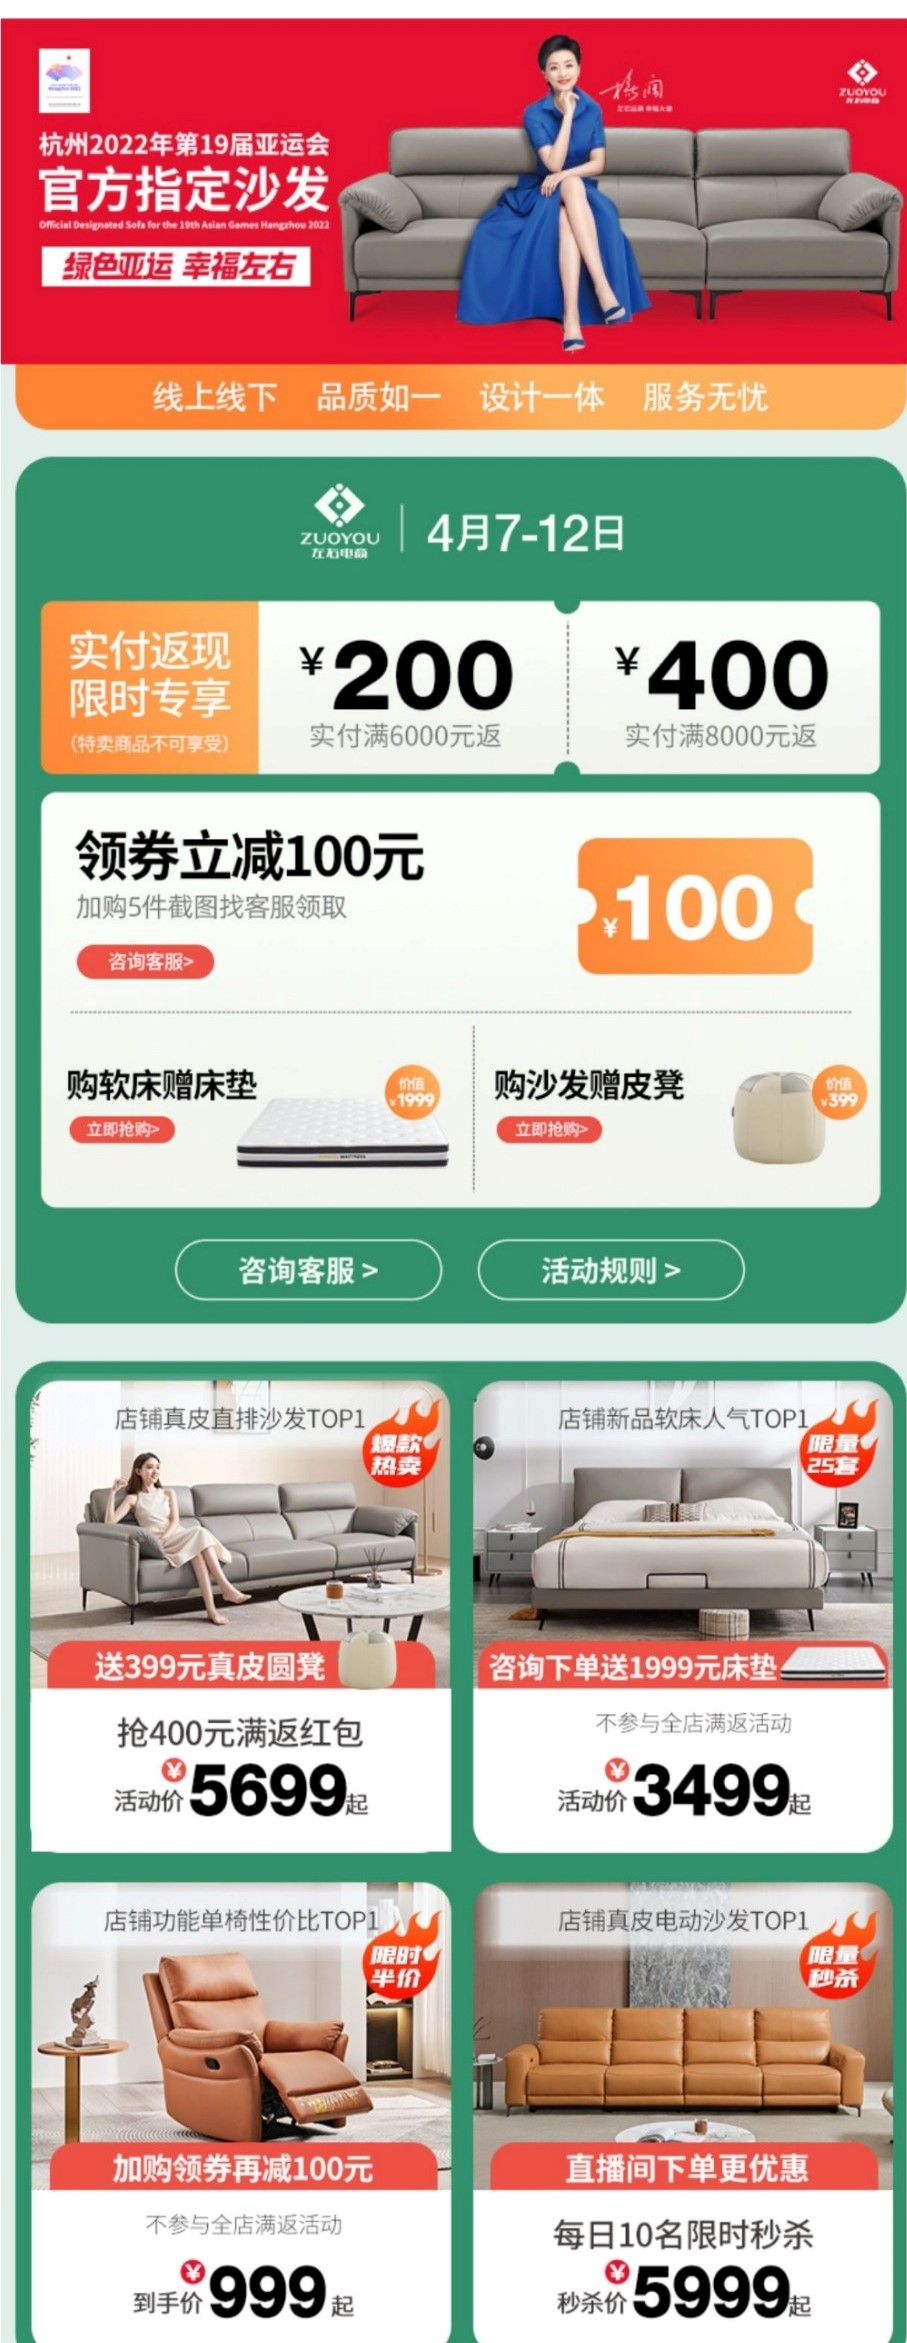 Hangzhou 2022
ZUOYOU
左右电商
左右品牌 幸福大使
杭州2022年第19届亚运会
官方指定沙发
Official Designated Sofa for the 19th Asian Games Hangzhou 2022
绿色亚运 幸福左右
线上线下 品质如一 设计一体 服务无忧
ZUOYOU
左右电商
4月7-12日
实付返现
限时专享
(特卖商品不可享受)
¥200
实付满6000元返
¥400
实付满8000元返
领券立减100元
加购5件截图找客服领取
咨询客服>
¥100
购软床赠床垫
立即抢购>
价值
¥1999
MATTRESS
购沙发赠皮凳
立即抢购>
价值
¥399
咨询客服 >
活动规则 >
店铺真皮直排沙发TOP1
爆款
热卖
送399元真皮圆凳
抢400元满返红包
活动价¥5699起
店铺新品软床人气TOP1
限量
25套
咨询下单送1999元床垫
不参与全店满返活动
活动价¥3499起
店铺功能单椅性价比TOP1
限时
半价
加购领券再减100元
不参与全店满返活动
到手价¥999起
店铺真皮电动沙发TOP1
限量
秒杀
直播间下单更优惠
每日10名限时秒杀
秒杀价¥5999起